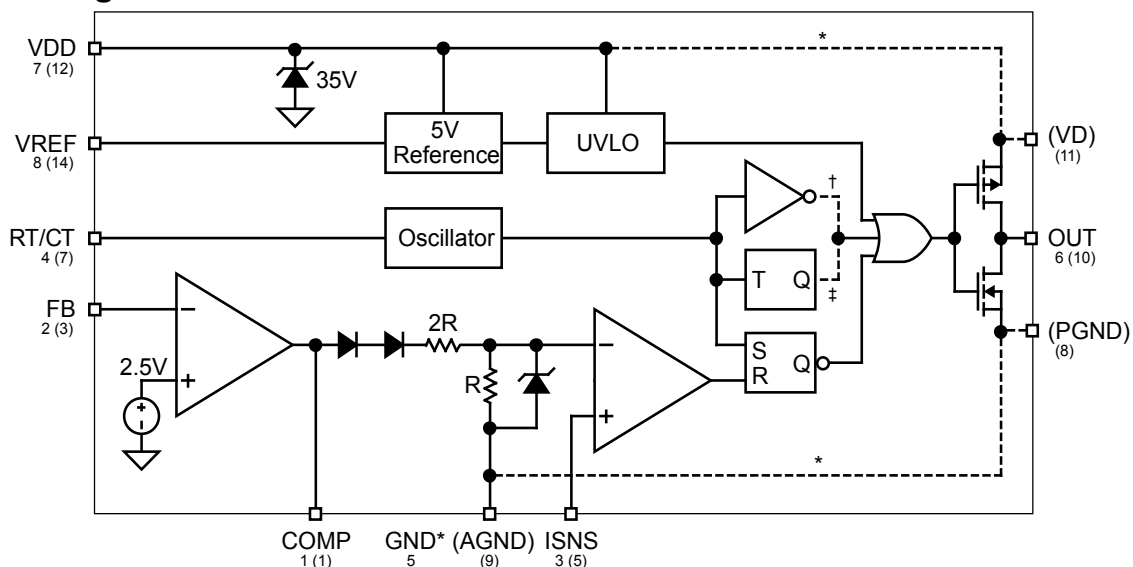 VDD
7 (12)
*
35V
VREF
8 (14)
5V
Reference
UVLO
(VD)
(11)
†
RT/CT
4 (7)
Oscillator
OUT
6 (10)
T Q
‡
FB
2 (3)
2R
(PGND)
(8)
2.5V
−
+
R
−
+
S
R
Q
*
COMP
1 (1)
GND* (AGND)
5 (9)
ISNS
3 (5)